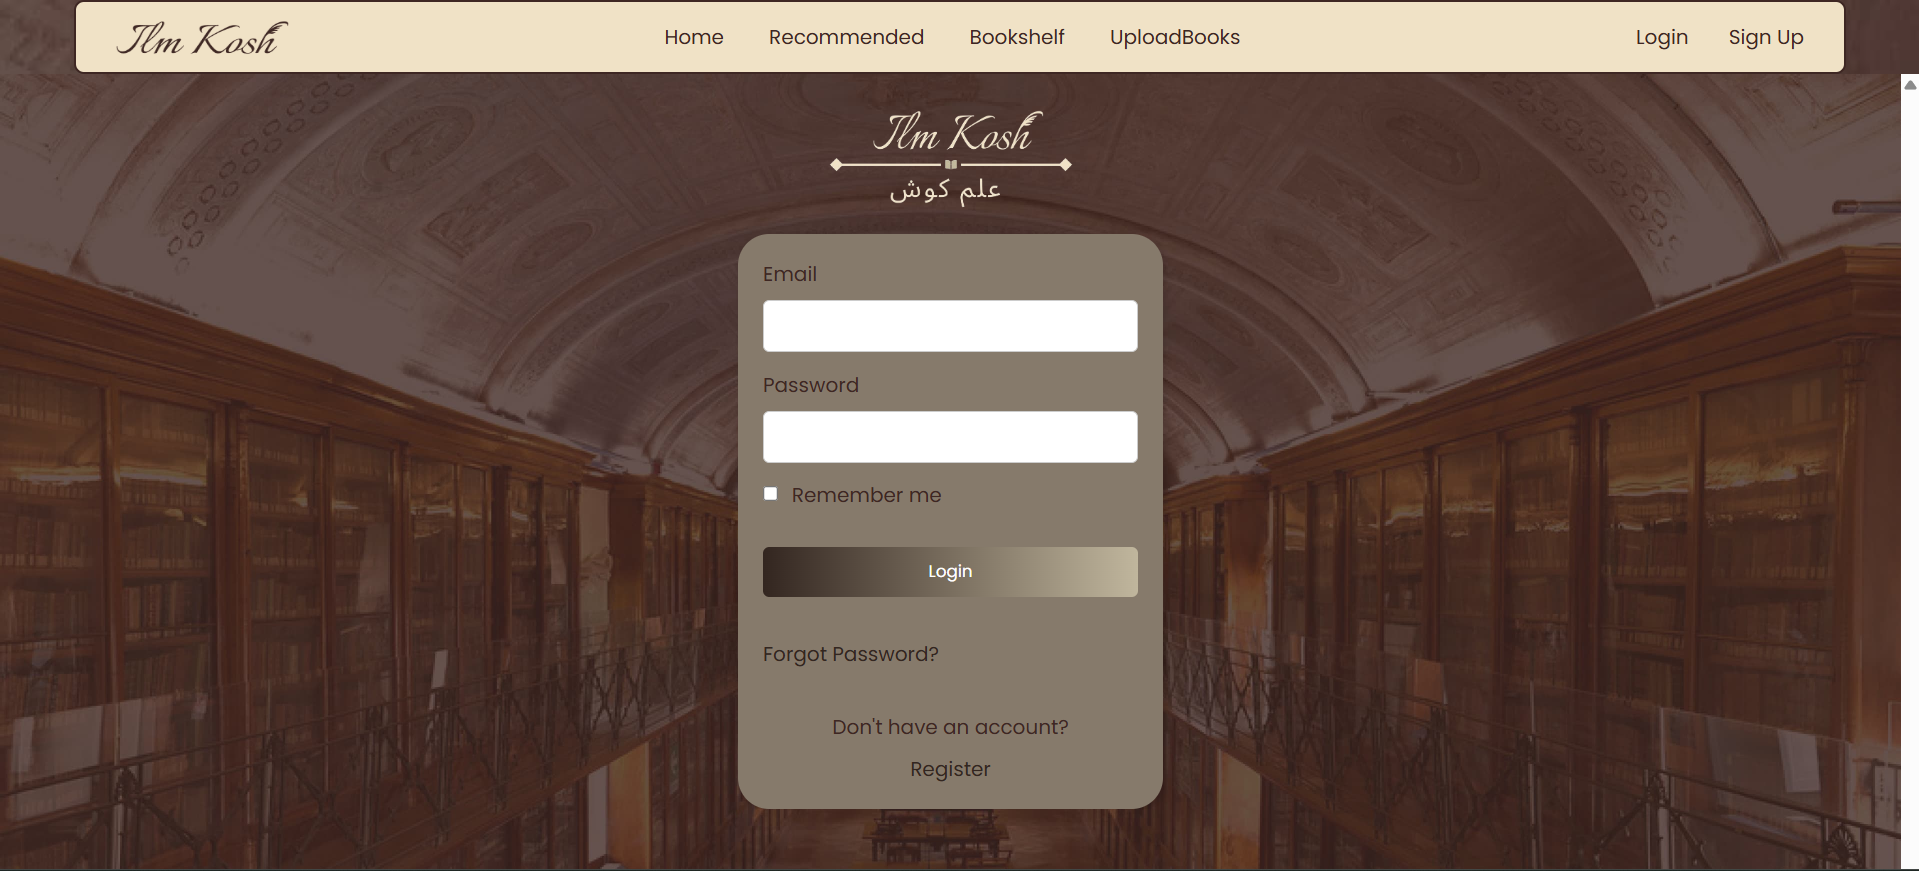 Ilm Kosh
Home Recommended Bookshelf UploadBooks
Login Sign Up
Ilm Kosh
علم کوش
Email
Password
Remember me
Login
Forgot Password?
Don't have an account?
Register